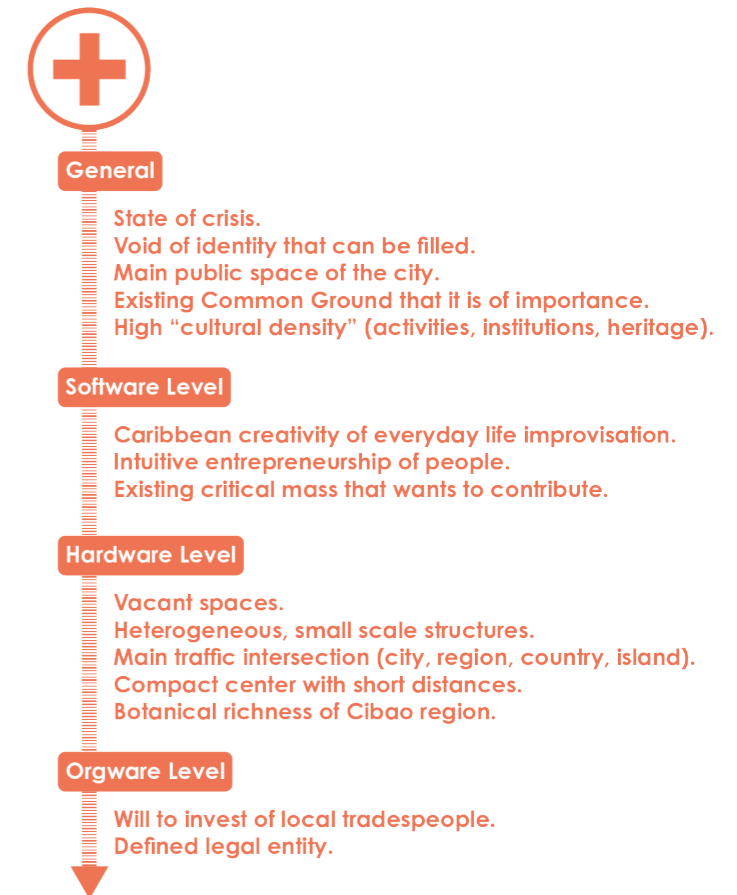 General
State of crisis.
Void of identity that can be filled.
Main public space of the city.
Existing Common Ground that it is of importance.
High “cultural density” (activities, institutions, heritage).
Software Level
Caribbean creativity of everyday life improvisation.
Intuitive entrepreneurship of people.
Existing critical mass that wants to contribute.
Hardware Level
Vacant spaces.
Heterogeneous, small scale structures.
Main traffic intersection (city, region, country, island).
Compact center with short distances.
Botanical richness of Cibao region.
Orgware Level
Will to invest of local tradespeople.
Defined legal entity.